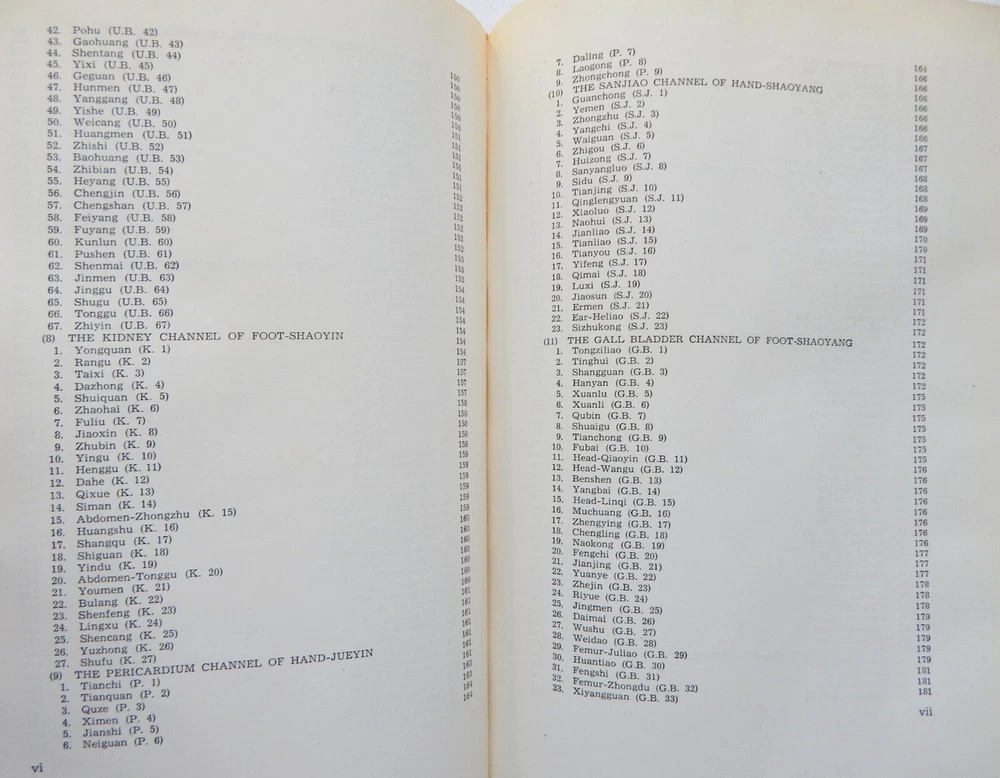 42. Pohu (U.B. 42)
43. Gaohuang (U.B. 43)
44. Shentang (U.B. 44)
45. Yixi (U.B. 45)
46. Geguan (U.B. 46)
47. Hunmen (U.B. 47)
48. Yanggang (U.B. 48)
49. Yishe (U.B. 49)
50. Weicang (U.B. 50)
51. Huangmen (U.B. 51)
52. Zhishi (U.B. 52)
53. Baohuang (U.B. 53)
54. Zhibian (U.B. 54)
55. Heyang (U.B. 55)
56. Chengjin (U.B. 56)
57. Chengshan (U.B. 57)
58. Feiyang (U.B. 58)
59. Fuyang (U.B. 59)
60. Kunlun (U.B. 60)
61. Pushen (U.B. 61)
62. Shenmai (U.B. 62)
63. Jinmen (U.B. 63)
64. Jinggu (U.B. 64)
65. Shugu (U.B. 65)
66. Tonggu (U.B. 66)
67. Zhiyin (U.B. 67)
(8) THE KIDNEY CHANNEL OF FOOT-SHAOYIN
1. Yongquan (K. 1)
2. Rangu (K. 2)
3. Taixi (K. 3)
4. Dazhong (K. 4)
5. Shuiquan (K. 5)
6. Zhaohai (K. 6)
7. Fuliu (K. 7)
8. Jiaoxin (K. 8)
9. Zhubin (K. 9)
10. Yingu (K. 10)
11. Henggu (K. 11)
12. Dahe (K. 12)
13. Qixue (K. 13)
14. Siman (K. 14)
15. Abdomen-Zhongzhu (K. 15)
16. Huangshu (K. 16)
17. Shangqu (K. 17)
18. Shiguan (K. 18)
19. Yindu (K. 19)
20. Abdomen-Tonggu (K. 20)
21. Youmen (K. 21)
22. Bulang (K. 22)
23. Shenfeng (K. 23)
24. Lingxu (K. 24)
25. Shencang (K. 25)
26. Yuzhong (K. 26)
27. Shufu (K. 27)
(9) THE PERICARDIUM CHANNEL OF HAND-JUEYIN
1. Tianchi (P. 1)
2. Tianquan (P. 2)
3. Quze (P. 3)
4. Ximen (P. 4)
5. Jianshi (P. 5)
6. Neiguan (P. 6)
vi
7. Daling (P. 7)
8. Laogong (P. 8)
9. Zhongchong (P. 9)
(10) THE SANJIAO CHANNEL OF HAND-SHAOYANG
1. Guanchong (S.J. 1)
2. Yemen (S.J. 2)
3. Zhongzhu (S.J. 3)
4. Yangchi (S.J. 4)
5. Waiguan (S.J. 5)
6. Zhigou (S.J. 6)
7. Huizong (S.J. 7)
8. Sanyangluo (S.J. 8)
9. Sidu (S.J. 9)
10. Tianjing (S.J. 10)
11. Qinglengyuan (S.J. 11)
12. Xiaoluo (S.J. 12)
13. Naohui (S.J. 13)
14. Jianliao (S.J. 14)
15. Tianliao (S.J. 15)
16. Tianyou (S.J. 16)
17. Yifeng (S.J. 17)
18. Qimai (S.J. 18)
19. Luxi (S.J. 19)
20. Jiaosun (S.J. 20)
21. Ermen (S.J. 21)
22. Ear-Heliao (S.J. 22)
23. Sizhukong (S.J. 23)
(11) THE GALL BLADDER CHANNEL OF FOOT-SHAOYANG
1. Tongziliao (G.B. 1)
2. Tinghui (G.B. 2)
3. Shangguan (G.B. 3)
4. Hanyan (G.B. 4)
5. Xuanlu (G.B. 5)
6. Xuanli (G.B. 6)
7. Qubin (G.B. 7)
8. Shuaigu (G.B. 8)
9. Tianchong (G.B. 9)
10. Fubai (G.B. 10)
11. Head-Qiaoyin (G.B. 11)
12. Head-Wangu (G.B. 12)
13. Benshen (G.B. 13)
14. Yangbai (G.B. 14)
15. Head-Linqi (G.B. 15)
16. Muchuang (G.B. 16)
17. Zhengying (G.B. 17)
18. Chengling (G.B. 18)
19. Naokong (G.B. 19)
20. Fengchi (G.B. 20)
21. Jianjing (G.B. 21)
22. Yuanye (G.B. 22)
23. Zhejin (G.B. 23)
24. Riyue (G.B. 24)
25. Jingmen (G.B. 25)
26. Daimai (G.B. 26)
27. Wushu (G.B. 27)
28. Weidao (G.B. 28)
29. Femur-Juliao (G.B. 29)
30. Huantiao (G.B. 30)
31. Fengshi (G.B. 31)
32. Femur-Zhongdu (G.B. 32)
33. Xiyangguan (G.B. 33)
vii